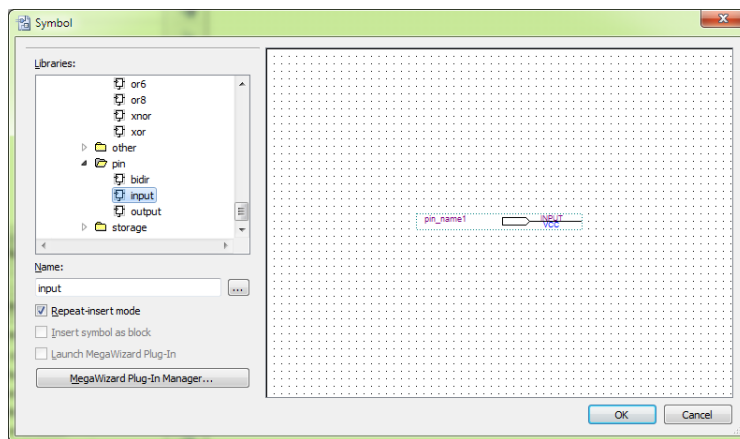 Symbol
Libraries:
or6
or8
xnor
xor
other
pin
bidir
input
output
storage
Name:
input
...
Repeat-insert mode
Insert symbol as block
Launch MegaWizard Plug-In
MegaWizard Plug-In Manager...
pin_name1
INPUT
VCC
OK
Cancel